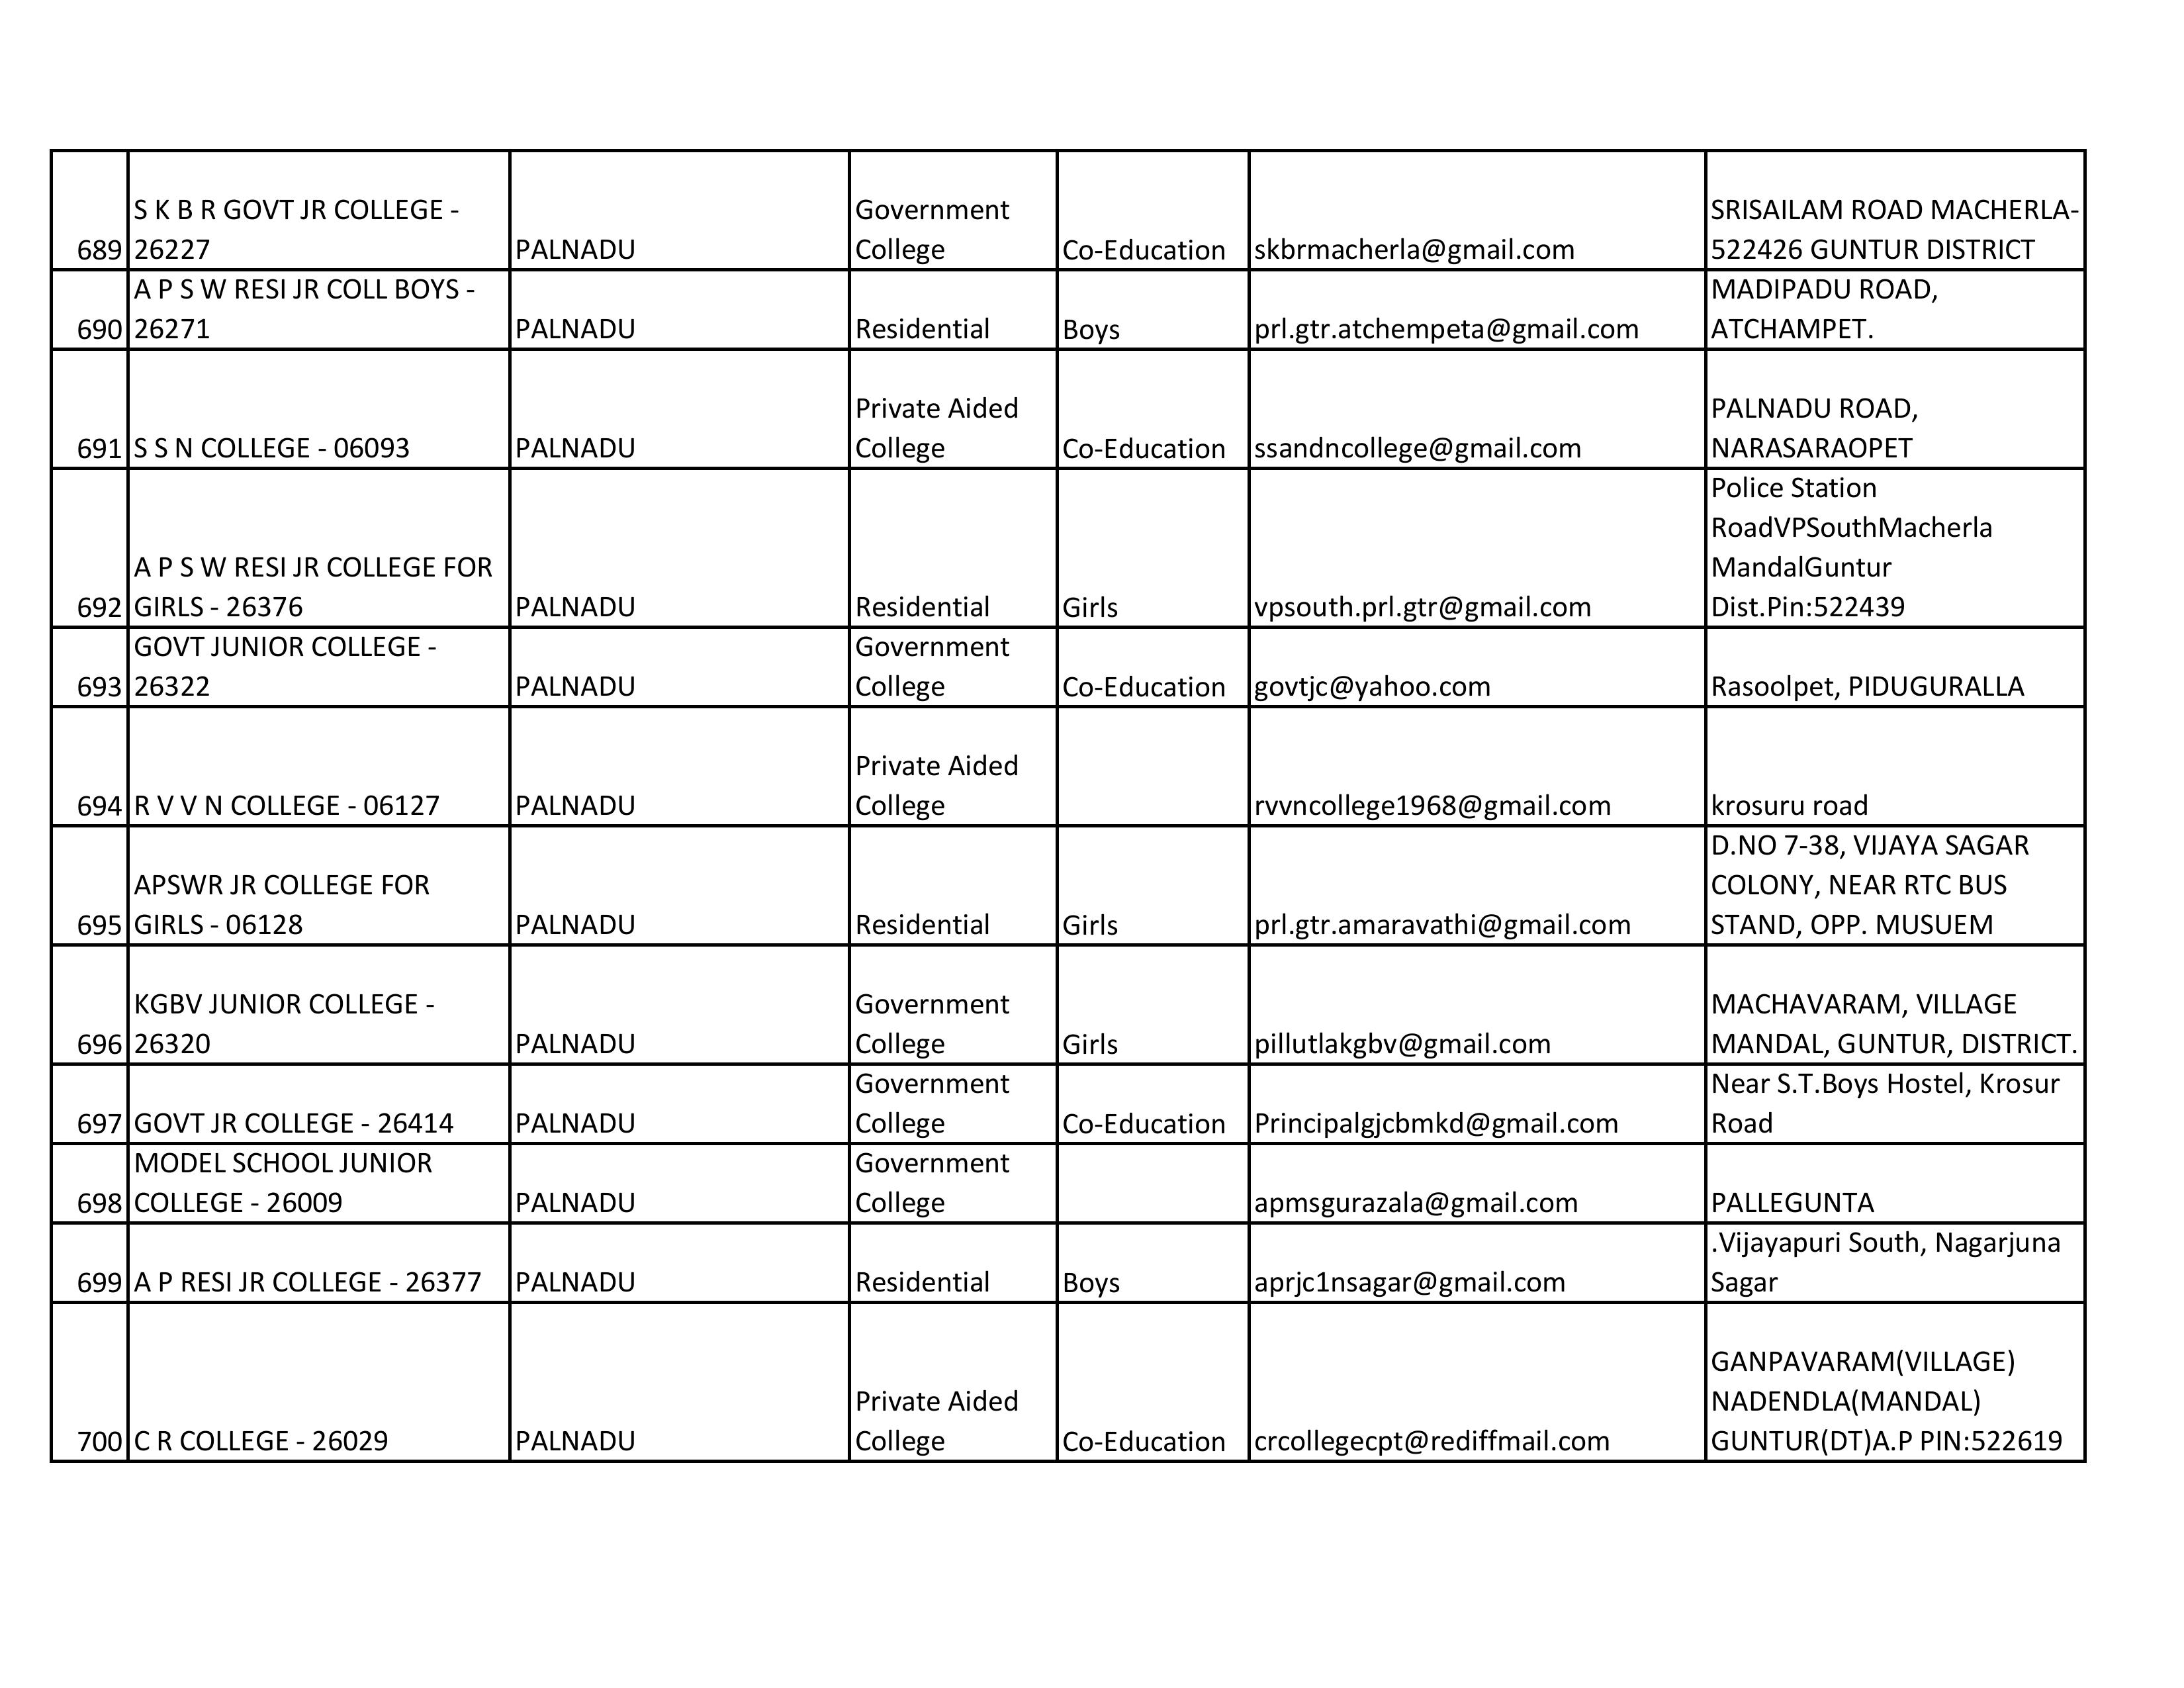 S K B R GOVT JR COLLEGE -
Government
SRISAILAM ROAD MACHERLA-
689 26227 PALNADU College Co-Education skbrmacherla@gmail.com 522426 GUNTUR DISTRICT
A P S W RESI JR COLL BOYS -
MADIPADU ROAD,
690 26271 PALNADU Residential Boys prl.gtr.atchempeta@gmail.com ATCHAMPET.
Private Aided
PALNADU ROAD,
691 S S N COLLEGE - 06093 PALNADU College Co-Education ssandncollege@gmail.com NARASARAOPET
Police Station
RoadVPSouthMacherla
A P S W RESI JR COLLEGE FOR
MandalGuntur
692 GIRLS - 26376 PALNADU Residential Girls vpsouth.prl.gtr@gmail.com Dist.Pin:522439
GOVT JUNIOR COLLEGE -
Government
693 26322 PALNADU College Co-Education govtjc@yahoo.com Rasoolpet, PIDUGURALLA
Private Aided
694 R V V N COLLEGE - 06127 PALNADU College rvvncollege1968@gmail.com krosuru road
D.NO 7-38, VIJAYA SAGAR
APSWR JR COLLEGE FOR
COLONY, NEAR RTC BUS
695 GIRLS - 06128 PALNADU Residential Girls prl.gtr.amaravathi@gmail.com STAND, OPP. MUSUEM
KGBV JUNIOR COLLEGE -
Government
MACHAVARAM, VILLAGE
696 26320 PALNADU College Girls pillutlakgbv@gmail.com MANDAL, GUNTUR, DISTRICT.
Government
Near S.T.Boys Hostel, Krosur
697 GOVT JR COLLEGE - 26414 PALNADU College Co-Education Principalgjcbmkd@gmail.com Road
MODEL SCHOOL JUNIOR
Government
698 COLLEGE - 26009 PALNADU College apmsgurazala@gmail.com PALLEGUNTA
.Vijayapuri South, Nagarjuna
699 A P RESI JR COLLEGE - 26377 PALNADU Residential Boys aprjc1nsagar@gmail.com Sagar
GANPAVARAM(VILLAGE)
Private Aided
NADENDLA(MANDAL)
700 C R COLLEGE - 26029 PALNADU College Co-Education crcollegecpt@rediffmail.com GUNTUR(DT)A.P PIN:522619